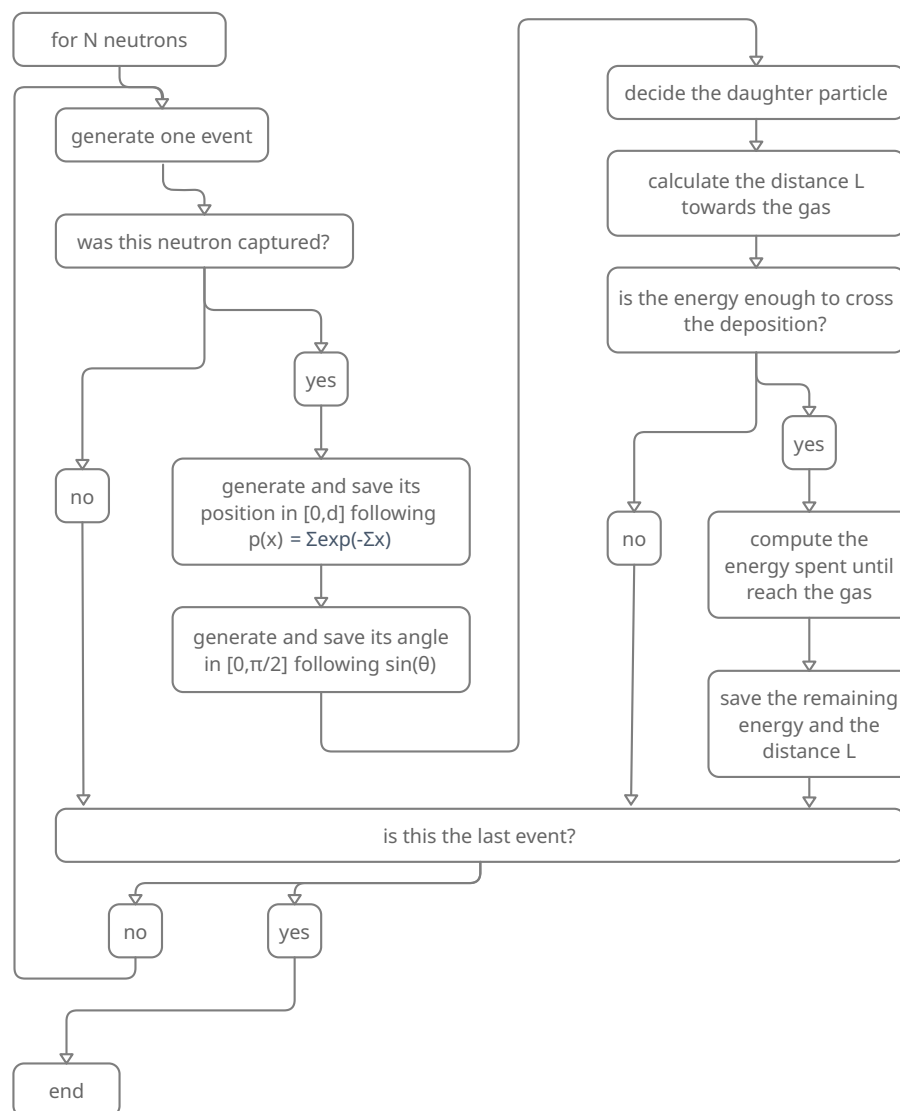 for N neutrons
generate one event
was this neutron captured?
yes
no
generate and save its
position in [0,d] following
p(x) = Σexp(-Σx)
generate and save its angle
in [0,π/2] following sin(θ)
decide the daughter particle
calculate the distance L
towards the gas
is the energy enough to cross
the deposition?
yes
no
compute the
energy spent until
reach the gas
save the remaining
energy and the
distance L
is this the last event?
no
yes
end